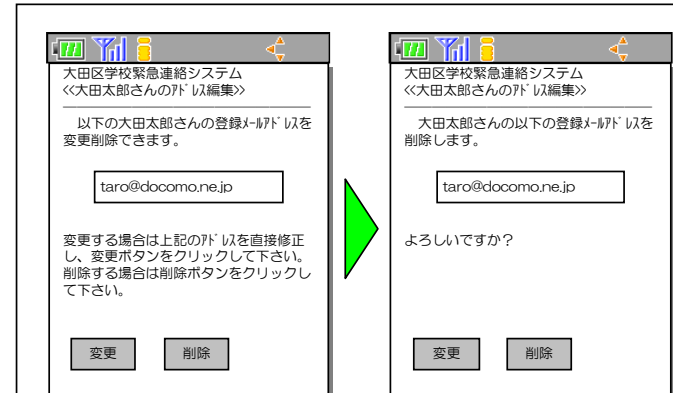 大田区学校緊急連絡システム
≪大田太郎さんのｱﾄﾞﾚｽ編集≫
以下の大田太郎さんの登録ﾒｰﾙｱﾄﾞﾚｽを
変更削除できます。
taro@docomo.ne.jp
変更する場合は上記のｱﾄﾞﾚｽを直接修正
し、変更ボタンをクリックして下さい。
削除する場合は削除ボタンをクリックし
て下さい。
変更 削除
大田区学校緊急連絡システム
≪大田太郎さんのｱﾄﾞﾚｽ編集≫
大田太郎さんの以下の登録ﾒｰﾙｱﾄﾞﾚｽを
削除します。
taro@docomo.ne.jp
よろしいですか？
変更 削除